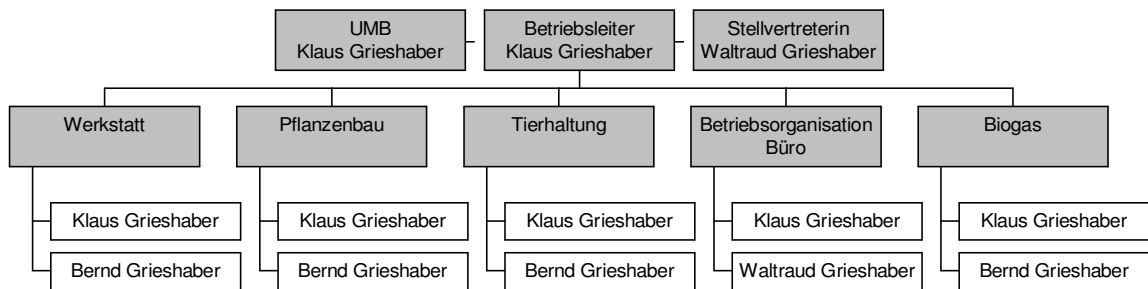 UMB
Klaus Grieshaber
Betriebsleiter
Klaus Grieshaber
Stellvertreterin
Waltraud Grieshaber
Werkstatt
Pflanzenbau
Tierhaltung
Betriebsorganisation
Büro
Biogas
Klaus Grieshaber
Klaus Grieshaber
Klaus Grieshaber
Klaus Grieshaber
Klaus Grieshaber
Bernd Grieshaber
Bernd Grieshaber
Bernd Grieshaber
Waltraud Grieshaber
Bernd Grieshaber